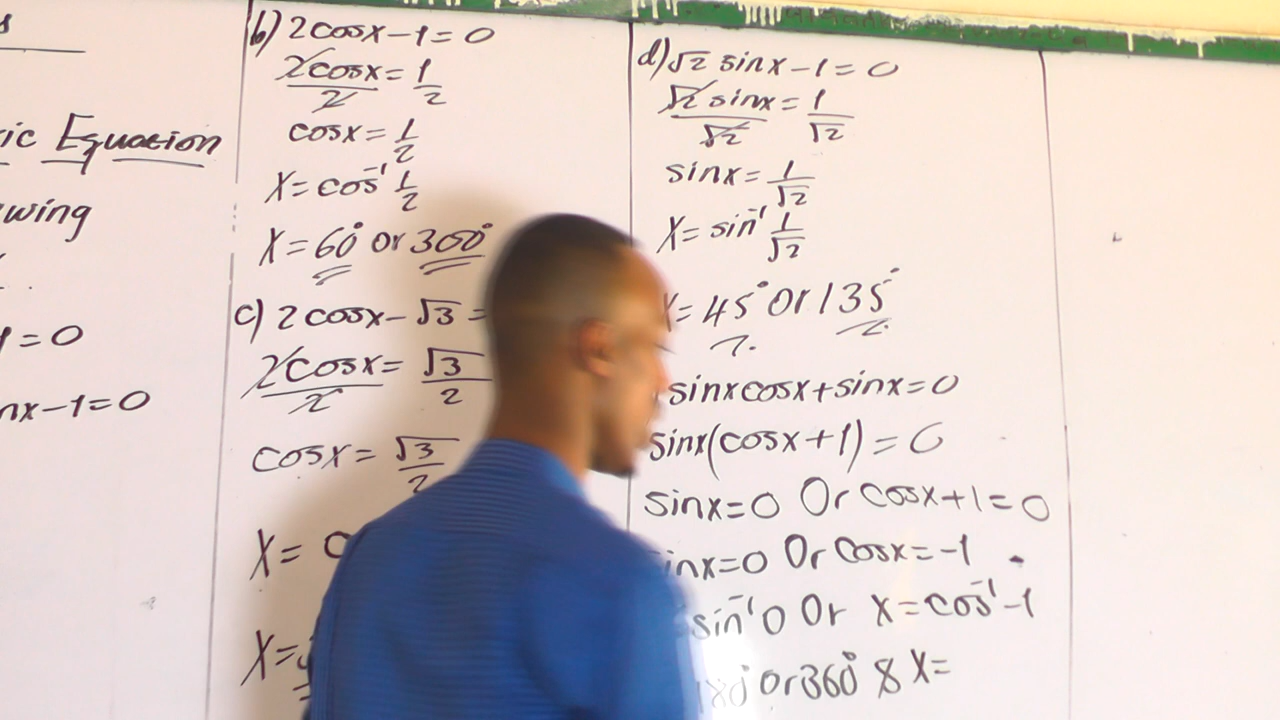 s
ic Equation
wing
1=0
nx-1=0
b) 2cosx-1=0
2cosx/2=1/2
cosx=1/2
X=cos⁻¹ 1/2
X=60° or 300°
c) 2cosx-√3=
2cosx/2=√3/2
cosx=√3/2
X=
X=
d) √2 sinx-1=0
√2 sinx/√2=1/√2
sinx=1/√2
X=sin⁻¹ 1/√2
X=45° Or 135°
sinxcosx+sinx=0
sinx(cosx+1)=0
sinx=0 Or cosx+1=0
inx=0 Or cosx=-1
sin⁻¹0 Or X=cos⁻¹-1
Or 360° & X=